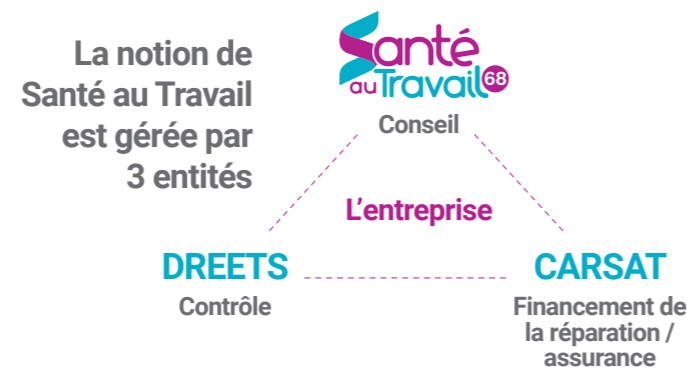 La notion de
Santé au Travail
est gérée par
3 entités
Santé
au Travail 68
Conseil
L'entreprise
DREETS
Contrôle
CARSAT
Financement de
la réparation /
assurance